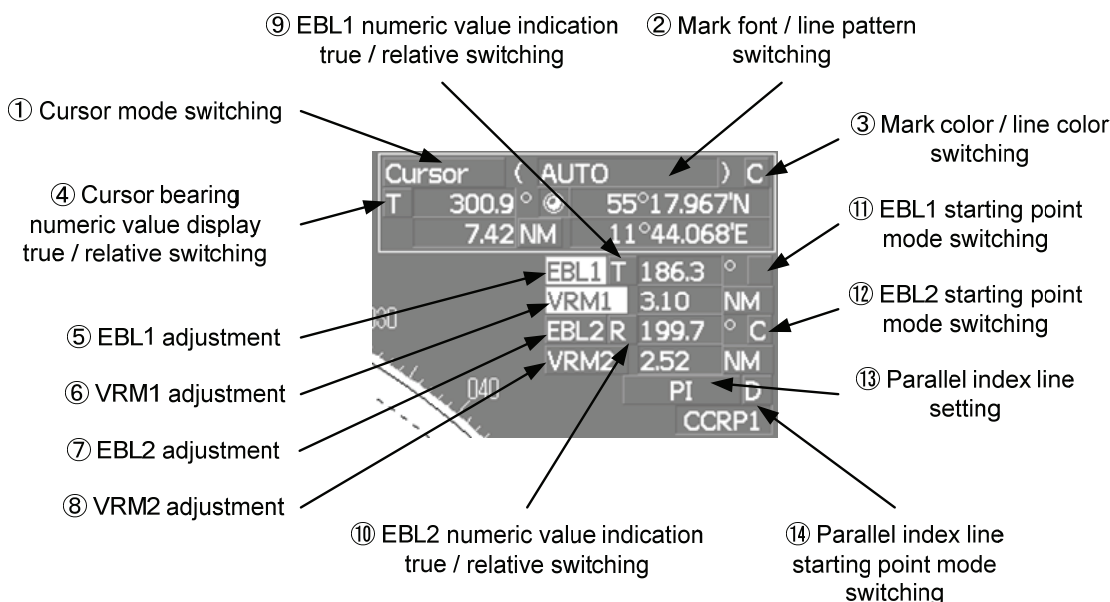 ⑨ EBL1 numeric value indication
true / relative switching
② Mark font / line pattern
switching
① Cursor mode switching
③ Mark color / line color
switching
④ Cursor bearing
numeric value display
true / relative switching
Cursor ( AUTO ) C
T 300.9 ° 55°17.967'N
7.42 NM 11°44.068'E
⑪ EBL1 starting point
mode switching
EBL1 T 186.3 °
VRM1 3.10 NM
EBL2 R 199.7 ° C
VRM2 2.52 NM
PI D
CCRP1
040
⑫ EBL2 starting point
mode switching
⑤ EBL1 adjustment
⑥ VRM1 adjustment
⑦ EBL2 adjustment
⑧ VRM2 adjustment
⑬ Parallel index line
setting
⑩ EBL2 numeric value indication
true / relative switching
⑭ Parallel index line
starting point mode
switching